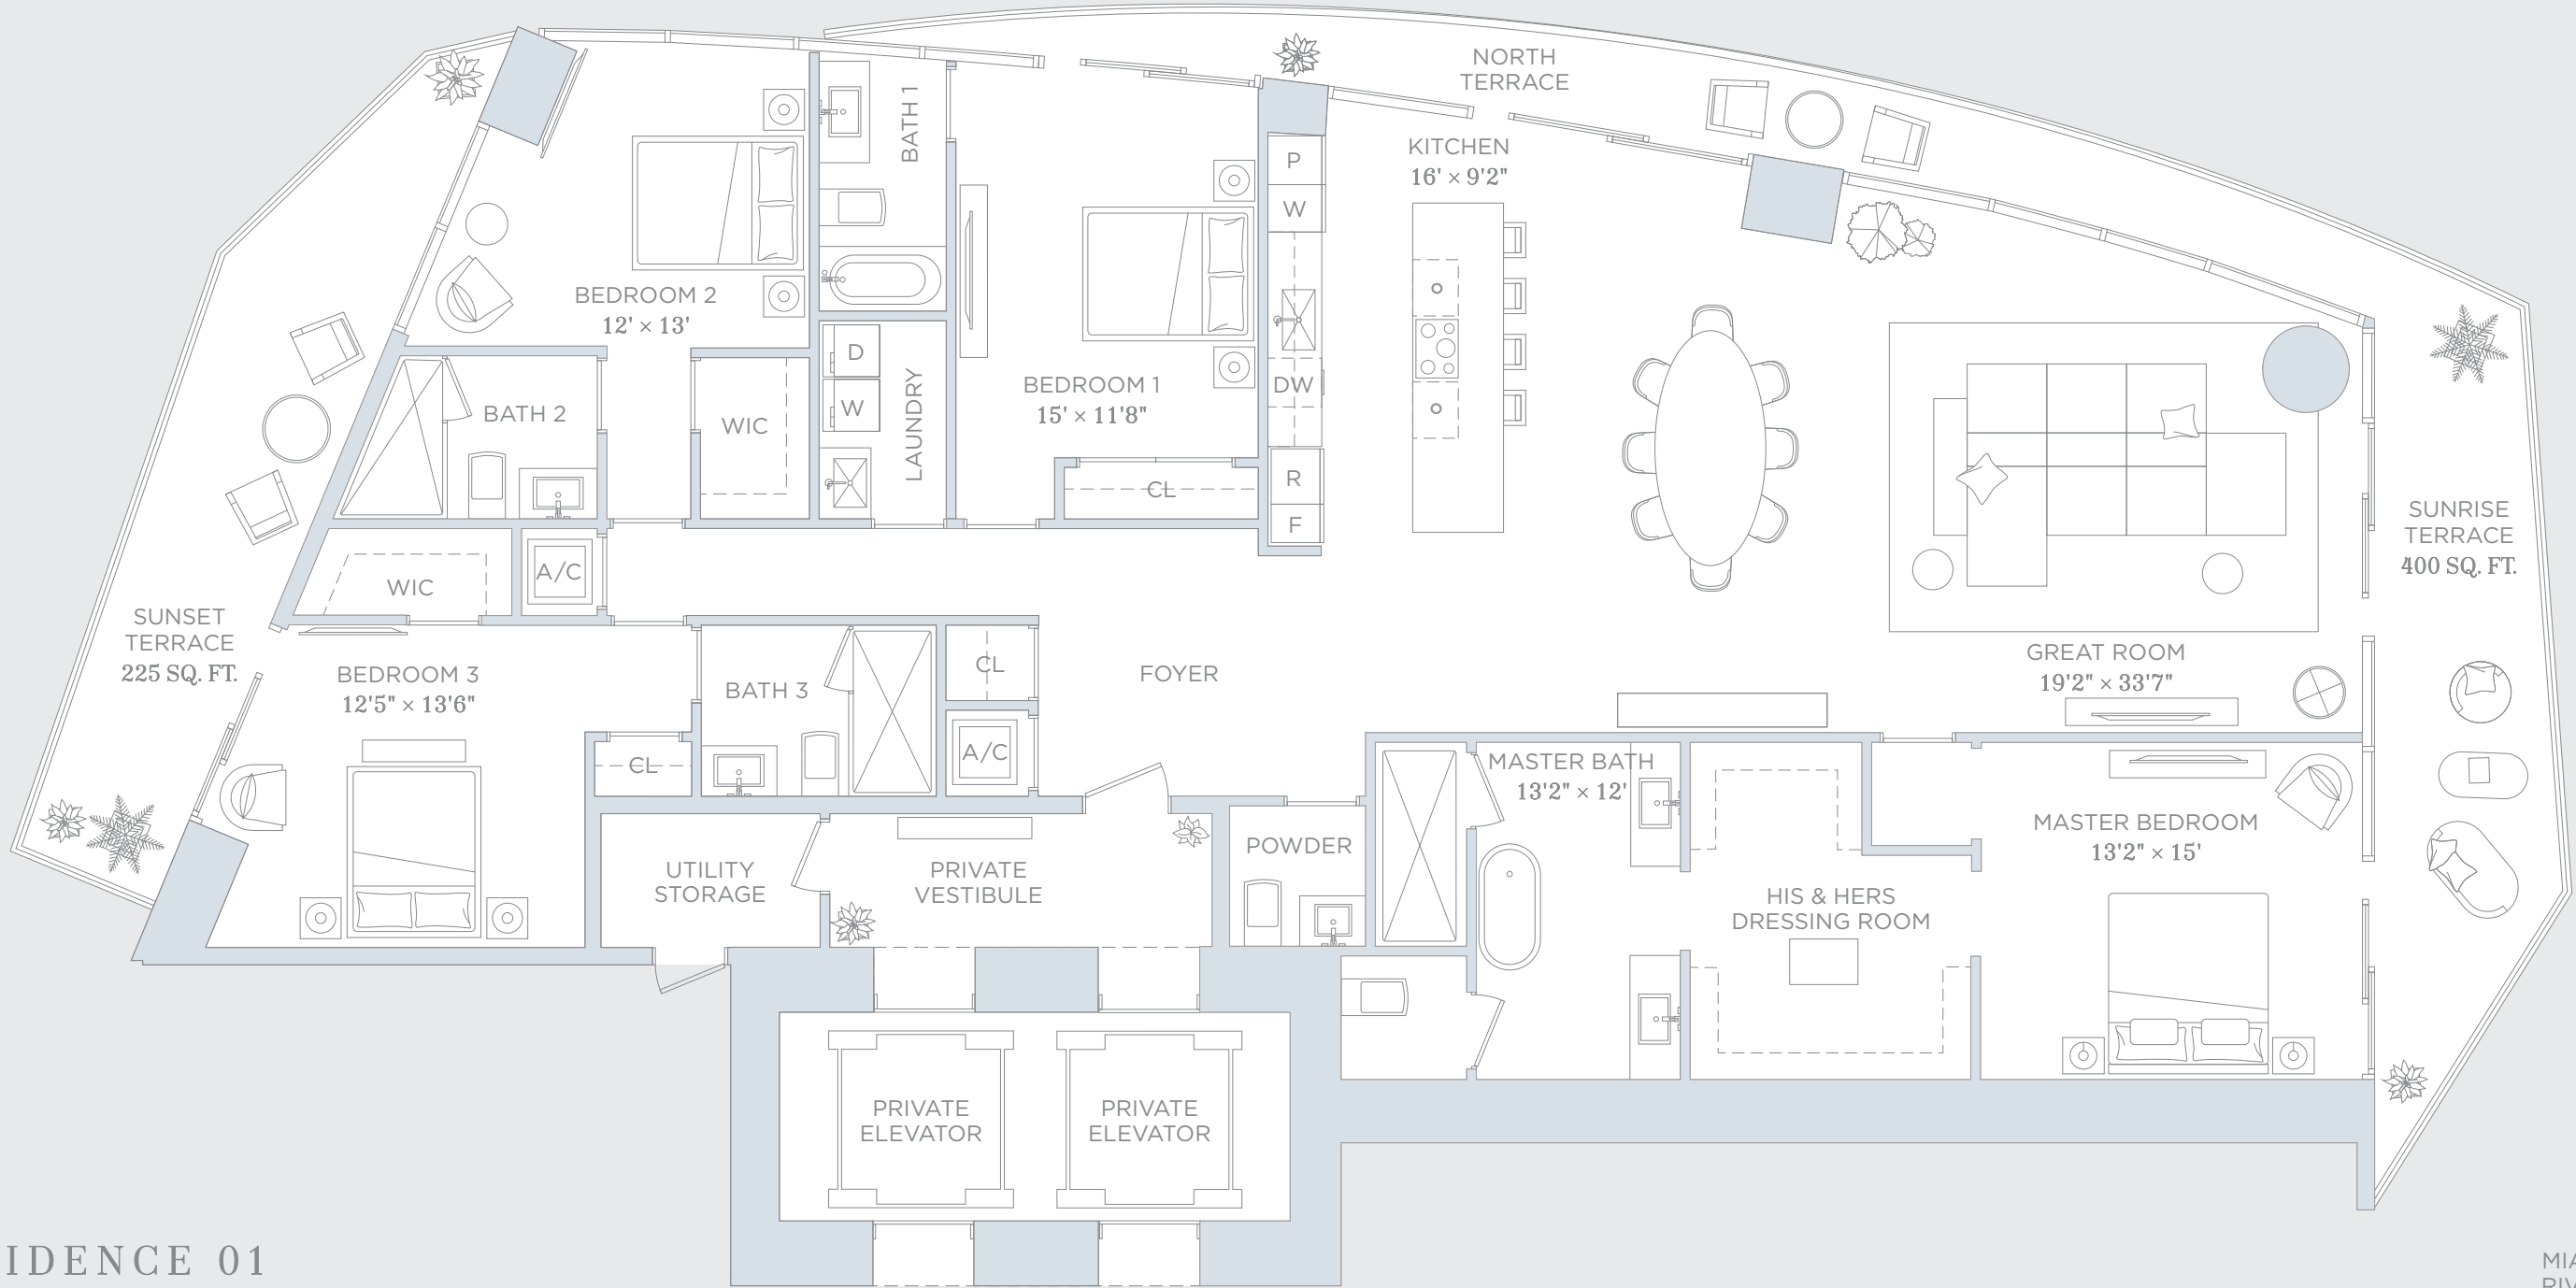 NORTH
TERRACE
KITCHEN
16' × 9'2"
BATH 1
P
W
BEDROOM 2
12' × 13'
D
W
LAUNDRY
BEDROOM 1
15' × 11'8"
DW
BATH 2
WIC
CL
R
F
SUNRISE
TERRACE
400 SQ. FT.
A/C
WIC
SUNSET
TERRACE
225 SQ. FT.
BEDROOM 3
12'5" × 13'6"
BATH 3
CL
FOYER
GREAT ROOM
19'2" × 33'7"
CL
A/C
MASTER BATH
13'2" × 12'
MASTER BEDROOM
13'2" × 15'
POWDER
UTILITY
STORAGE
PRIVATE
VESTIBULE
HIS & HERS
DRESSING ROOM
PRIVATE
ELEVATOR
PRIVATE
ELEVATOR
IDENCE 01